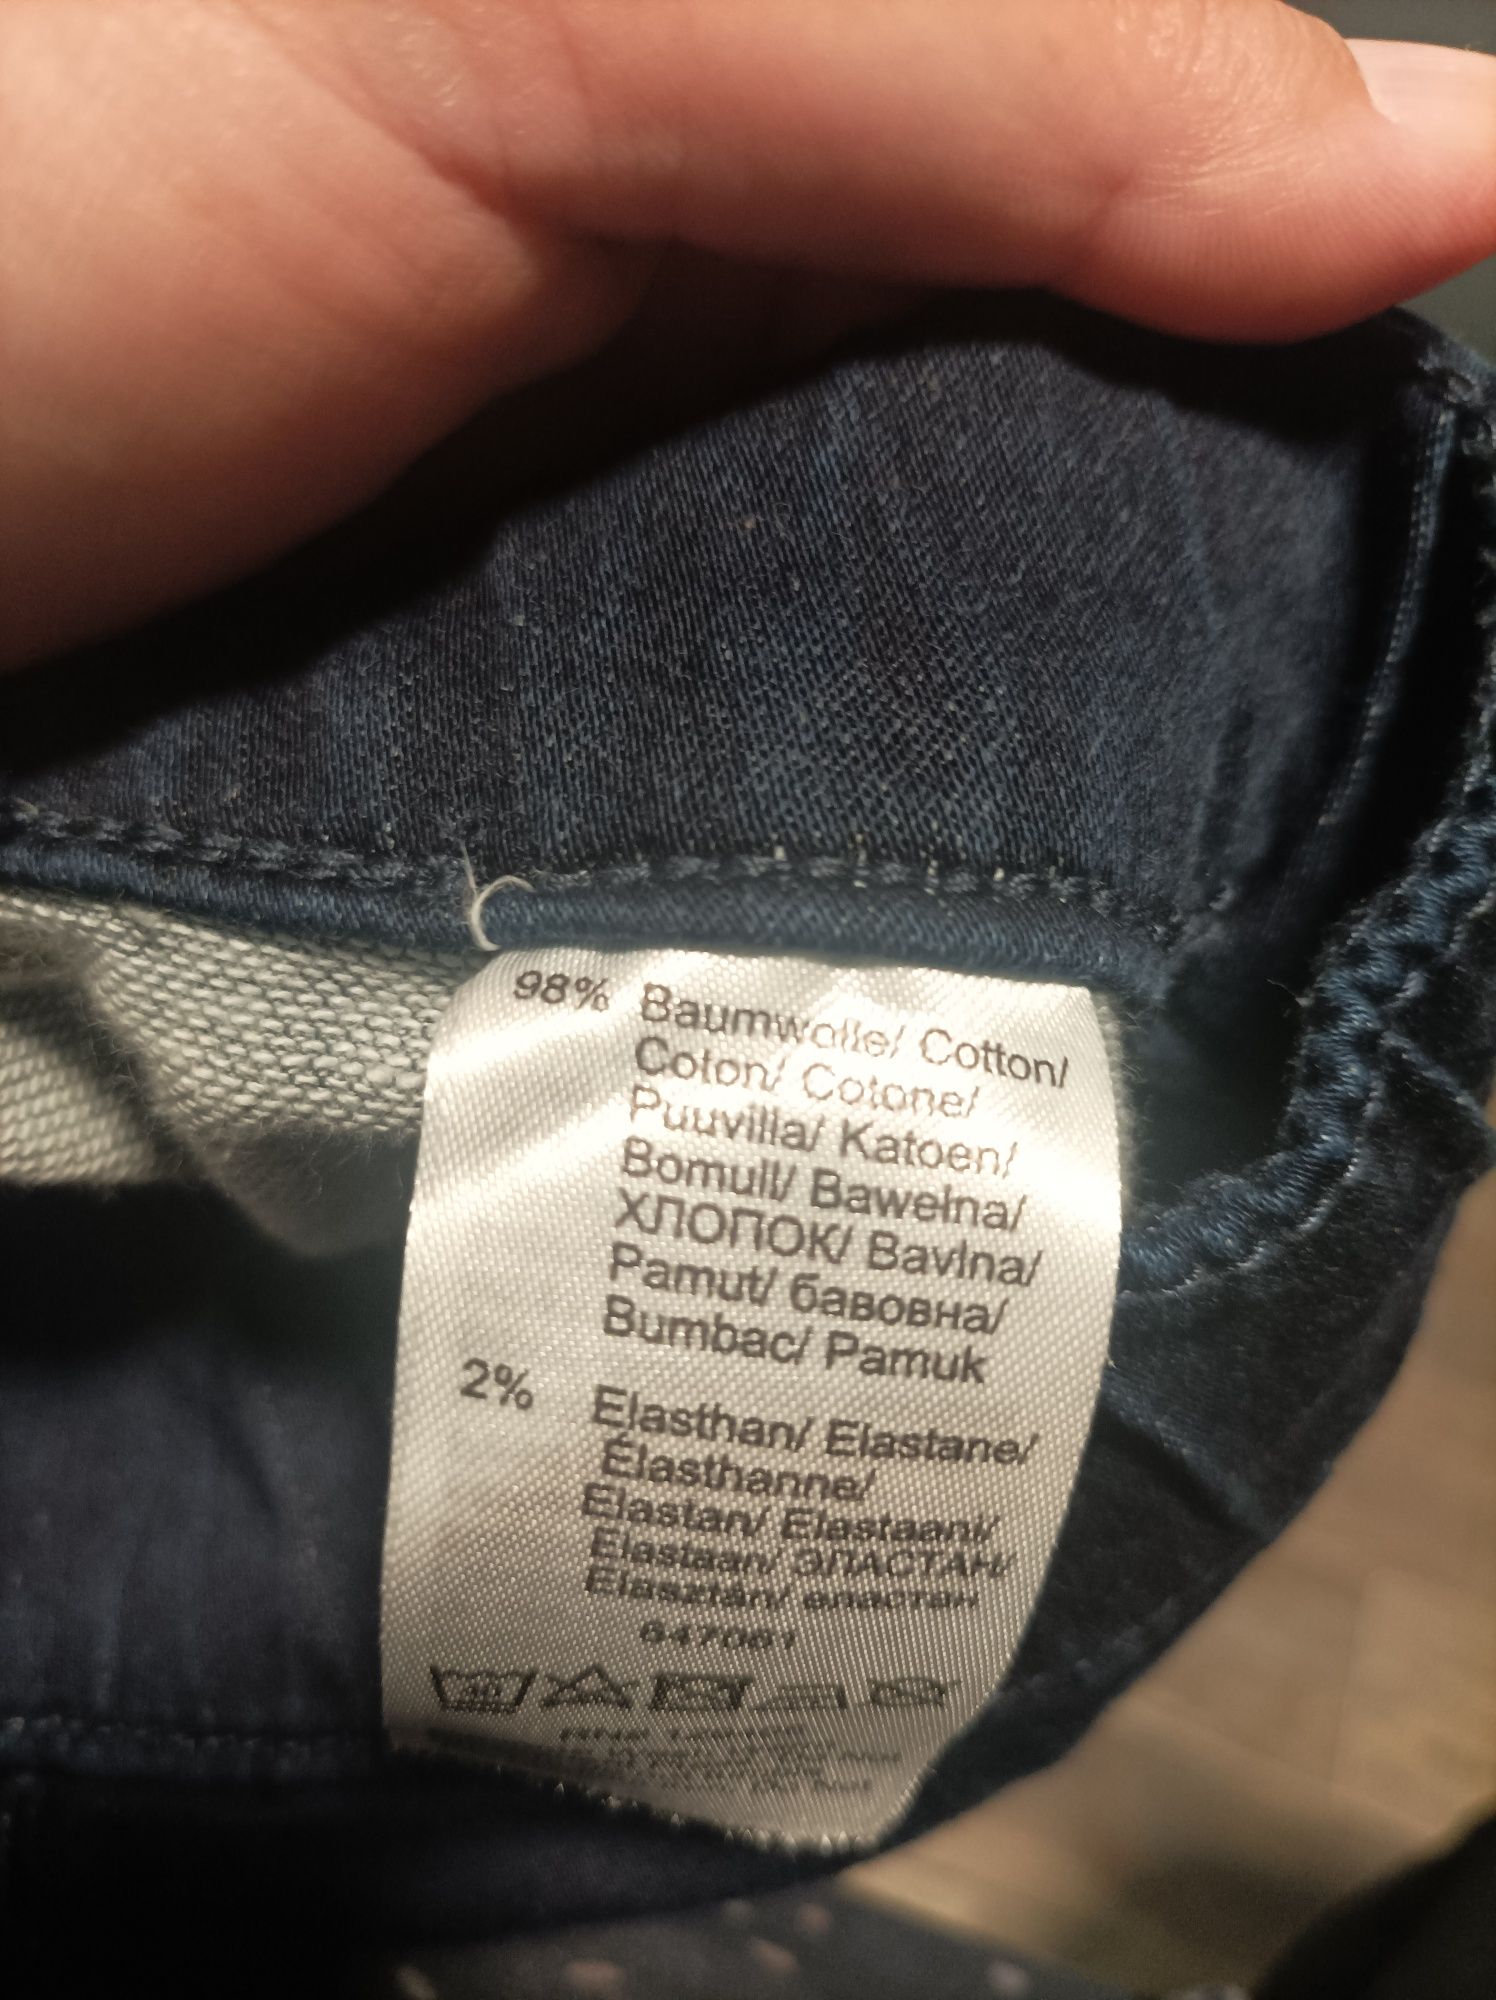 98% Baumwolle/ Cotton/
Coton/ Cotone/
Puuvilla/ Katoen/
Bomull/ Bawełna/
ХЛОПОК/ Bavlna/
Pamut/ бавовна/
Bumbac/ Pamuk
2% Elasthan/ Elastane/
Élasthanne/
Elastan/ Elastaani/
Elastaan/ ЭЛАСТАН/
Elasztán/ еластан
647061
40